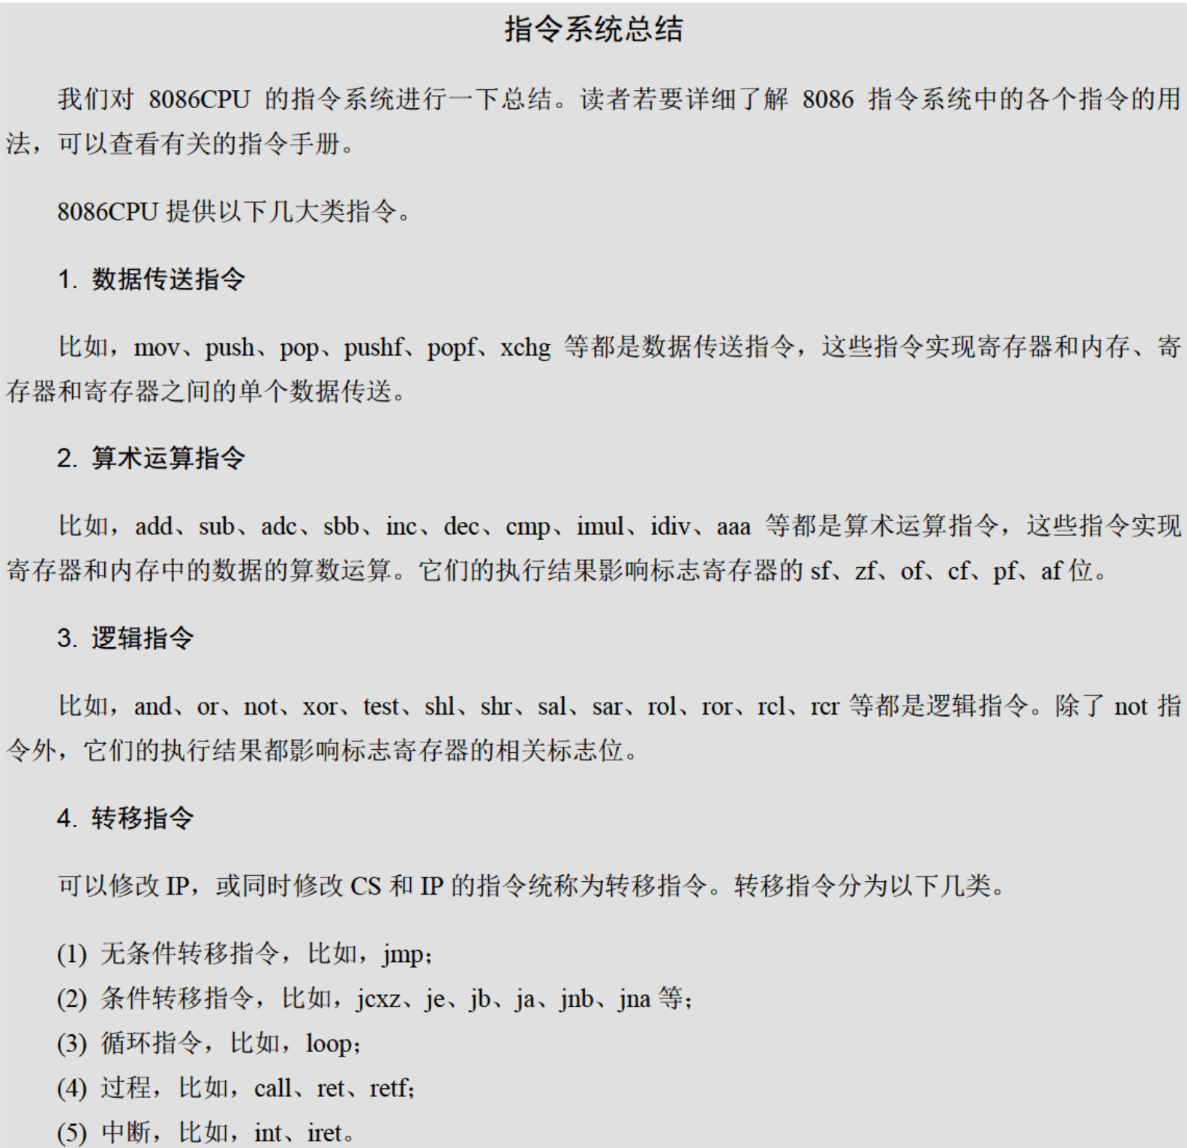 指令系统总结
我们对 8086CPU 的指令系统进行一下总结。读者若要详细了解 8086 指令系统中的各个指令的用
法，可以查看有关的指令手册。
8086CPU 提供以下几大类指令。
1. 数据传送指令
比如，mov、push、pop、pushf、popf、xchg 等都是数据传送指令，这些指令实现寄存器和内存、寄
存器和寄存器之间的单个数据传送。
2. 算术运算指令
比如，add、sub、adc、sbb、inc、dec、cmp、imul、idiv、aaa 等都是算术运算指令，这些指令实现
寄存器和内存中的数据的算数运算。它们的执行结果影响标志寄存器的 sf、zf、of、cf、pf、af 位。
3. 逻辑指令
比如，and、or、not、xor、test、shl、shr、sal、sar、rol、ror、rcl、rcr 等都是逻辑指令。除了 not 指
令外，它们的执行结果都影响标志寄存器的相关标志位。
4. 转移指令
可以修改 IP，或同时修改 CS 和 IP 的指令统称为转移指令。转移指令分为以下几类。
(1) 无条件转移指令，比如，jmp；
(2) 条件转移指令，比如，jcxz、je、jb、ja、jnb、jna 等；
(3) 循环指令，比如，loop；
(4) 过程，比如，call、ret、retf；
(5) 中断，比如，int、iret。